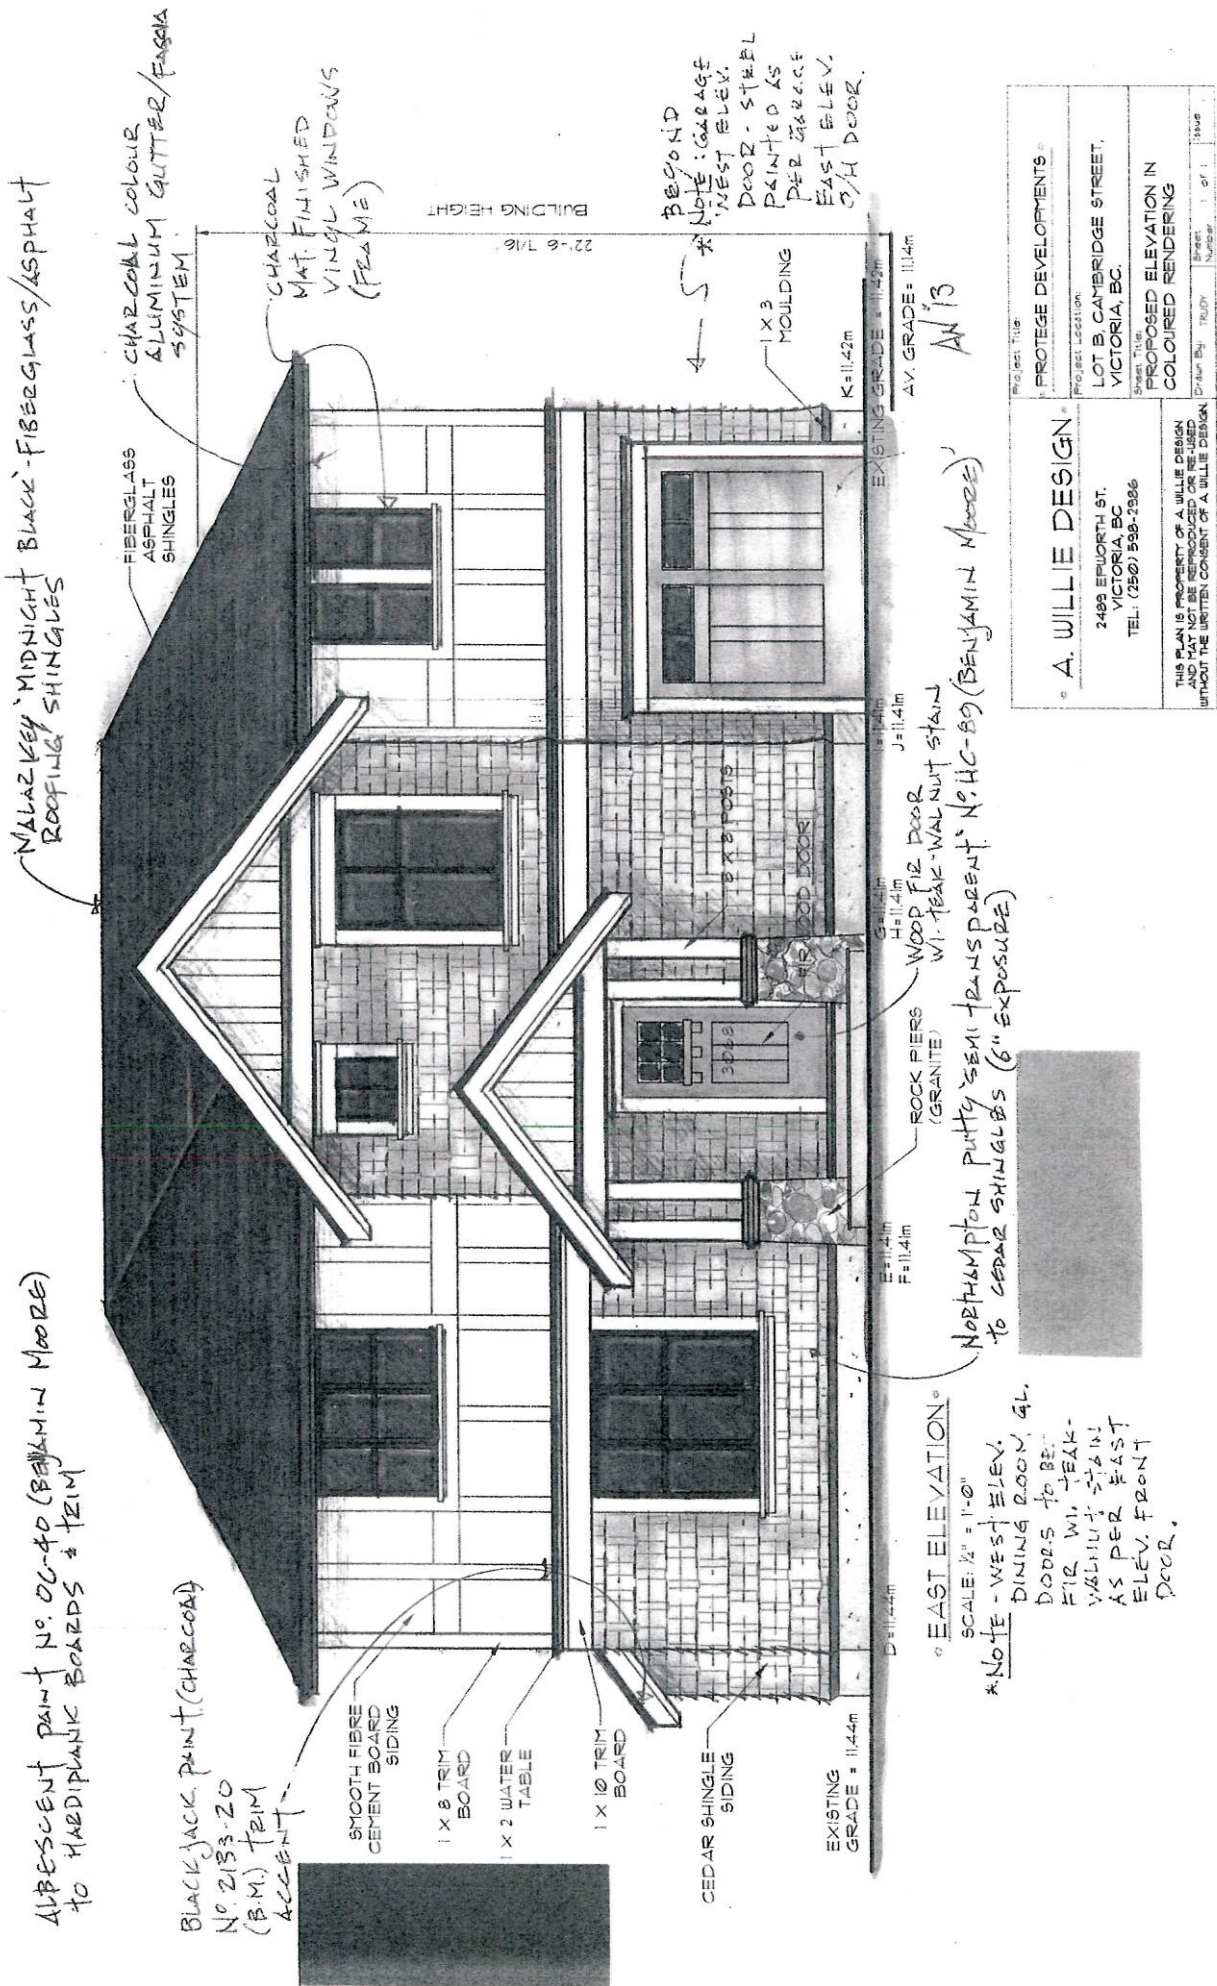 ALBESCENT PAINT Nº. OC-40 (BENJAMIN MOORE)
TO HARDIPLANK BOARDS & TRIM
BLACKJACK PAINT (CHARCOAL)
Nº. 2133-20
(B.M.) TRIM
ACCENT
MALARKEY 'MIDNIGHT BLACK' - FIBERGLASS/ASPHALT
ROOFING SHINGLES
FIBERGLASS
ASPHALT
SHINGLES
CHARCOAL COLOUR
ALUMINUM GUTTER/FASCIA
SYSTEM
CHARCOAL
MAT. FINISHED
VINYL WINDOWS
(FRAME)
SMOOTH FIBRE
CEMENT BOARD
SIDING
1 X 8 TRIM
BOARD
1 X 2 WATER
TABLE
1 X 10 TRIM
BOARD
CEDAR SHINGLE
SIDING
EXISTING
GRADE = 11.44m
22'-6 7/16"
BUILDING HEIGHT
BEYOND
*NOTE: GARAGE
WEST ELEV.
DOOR - STEEL
PAINTED AS
PER GARAGE
EAST ELEV.
O/H DOOR.
1 X 3
MOULDING
8 X 8 POSTS
3068
FIR WOOD DOOR
D=11.44m
E=11.41m
F=11.41m
G=11.41m
H=11.41m
J=11.41m
K=11.42m
EXISTING GRADE = 11.42m
AV. GRADE = 11.14m
AW '13
ROCK PIERS
(GRANITE)
WOOD FIR DOOR
W/. TEAK-WALNUT STAIN
NORTHAMPTON PUTTY 'SEMI TRANSPARENT' Nº. HC-89 (BENJAMIN MOORE)
TO CEDAR SHINGLES (6" EXPOSURE)
EAST ELEVATION
SCALE: 1/4" = 1'-0"
*NOTE - WEST ELEV.
DINING ROOM, GL.
DOORS TO BE
FIR W/. TEAK-
WALNUT STAIN
AS PER EAST
ELEV. FRONT
DOOR.
A. WILLIE DESIGN
2489 EPWORTH ST.
VICTORIA, BC
TEL: (250) 598-2986
THIS PLAN IS PROPERTY OF A. WILLIE DESIGN
AND MAY NOT BE REPRODUCED OR RE-USED
WITHOUT THE WRITTEN CONSENT OF A. WILLIE DESIGN.
Project Title:
PROTEGE DEVELOPMENTS
Project Location:
LOT B, CAMBRIDGE STREET,
VICTORIA, BC.
Sheet Title:
PROPOSED ELEVATION IN
COLOURED RENDERING
Drawn By: TRUDY
Sheet Number 1 of 1
Issue